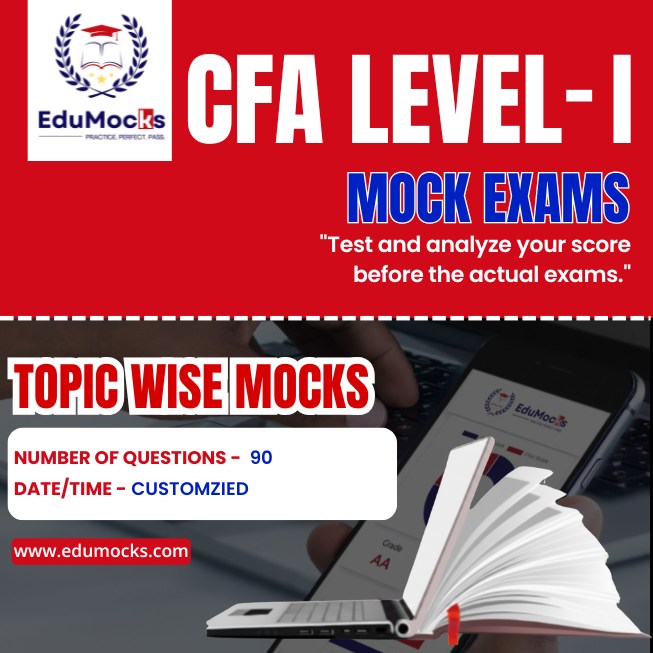 EduMocks
PRACTICE. PERFECT. PASS.
CFA LEVEL- I
MOCK EXAMS
"Test and analyze your score
before the actual exams."
TOPIC WISE MOCKS
NUMBER OF QUESTIONS - 90
DATE/TIME - CUSTOMZIED
www.edumocks.com
EduMocks
Grade
AA